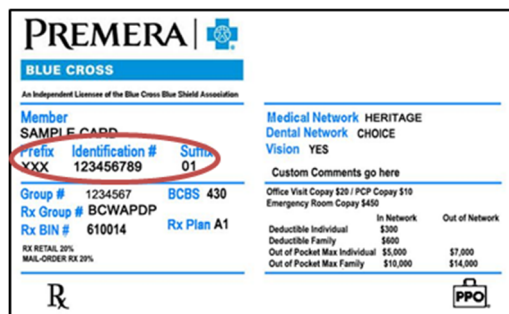 PREMERA
BLUE CROSS
An Independent Licensee of the Blue Cross Blue Shield Association
Member
SAMPLE CARD
Prefix Identification # Suffix
XXX 123456789 01
Group # 1234567 BCBS 430
Rx Group # BCWAPDP
Rx BIN # 610014 Rx Plan A1
RX RETAIL 20%
MAIL-ORDER RX 20%
Rx
Medical Network HERITAGE
Dental Network CHOICE
Vision YES
Custom Comments go here
Office Visit Copay $20 / PCP Copay $10
Emergency Room Copay $450
In Network Out of Network
Deductible Individual $300
Deductible Family $600
Out of Pocket Max Individual $5,000 $7,000
Out of Pocket Max Family $10,000 $14,000
PPO